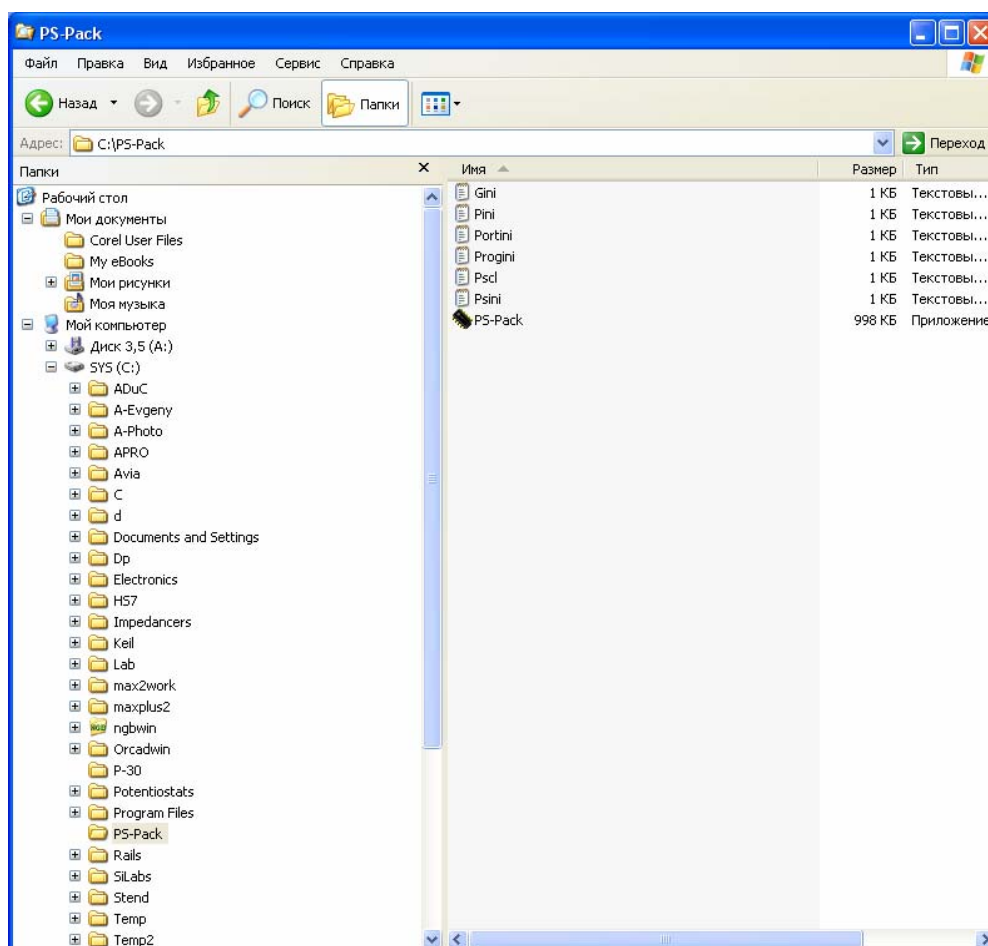 PS-Pack
Файл Правка Вид Избранное Сервис Справка
Назад Поиск Папки
Адрес: C:\PS-Pack Переход
Папки
Имя Размер Тип
Рабочий стол
Мои документы
Corel User Files
My eBooks
Мои рисунки
Моя музыка
Мой компьютер
Диск 3,5 (A:)
SYS (C:)
ADuC
A-Evgeny
A-Photo
APRO
Avia
C
d
Documents and Settings
Dp
Electronics
HS7
Impedancers
Keil
Lab
max2work
maxplus2
ngbwin
Orcadwin
P-30
Potentiostats
Program Files
PS-Pack
Rails
SiLabs
Stend
Temp
Temp2
Gini 1 КБ Текстовы...
Pini 1 КБ Текстовы...
Portini 1 КБ Текстовы...
Progini 1 КБ Текстовы...
Pscl 1 КБ Текстовы...
Psini 1 КБ Текстовы...
PS-Pack 998 КБ Приложение